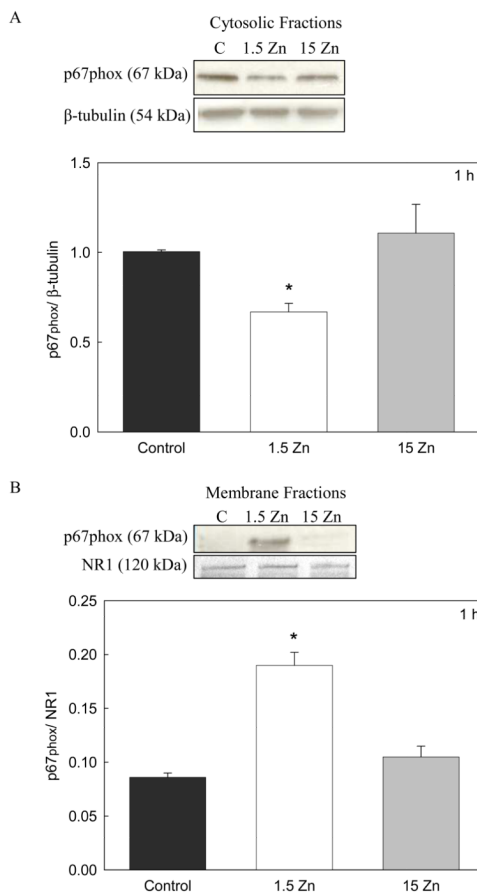 A
Cytosolic Fractions
C 1.5 Zn 15 Zn
p67phox (67 kDa)
β-tubulin (54 kDa)
1 h
p67phox/ β-tubulin
1.5
1.0
0.5
0.0
*
Control 1.5 Zn 15 Zn
B
Membrane Fractions
C 1.5 Zn 15 Zn
p67phox (67 kDa)
NR1 (120 kDa)
1 h
p67phox/ NR1
0.25
0.20
0.15
0.10
0.05
0.00
*
Control 1.5 Zn 15 Zn